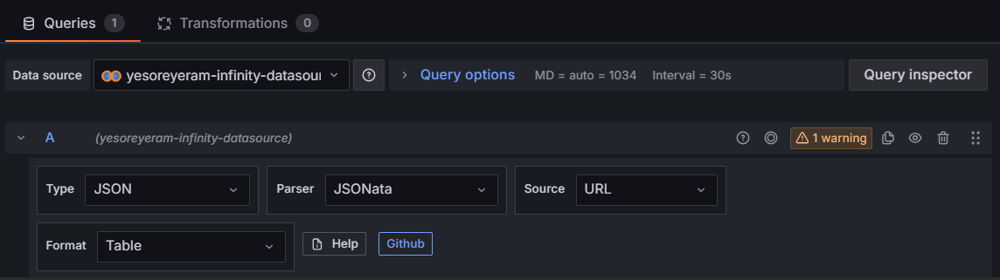 Queries 1 Transformations 0
Data source yesoreyeram-infinity-datasou Query options MD = auto = 1034 Interval = 30s Query inspector
A (yesoreyeram-infinity-datasource) 1 warning
Type JSON Parser JSONata Source URL
Format Table Help Github